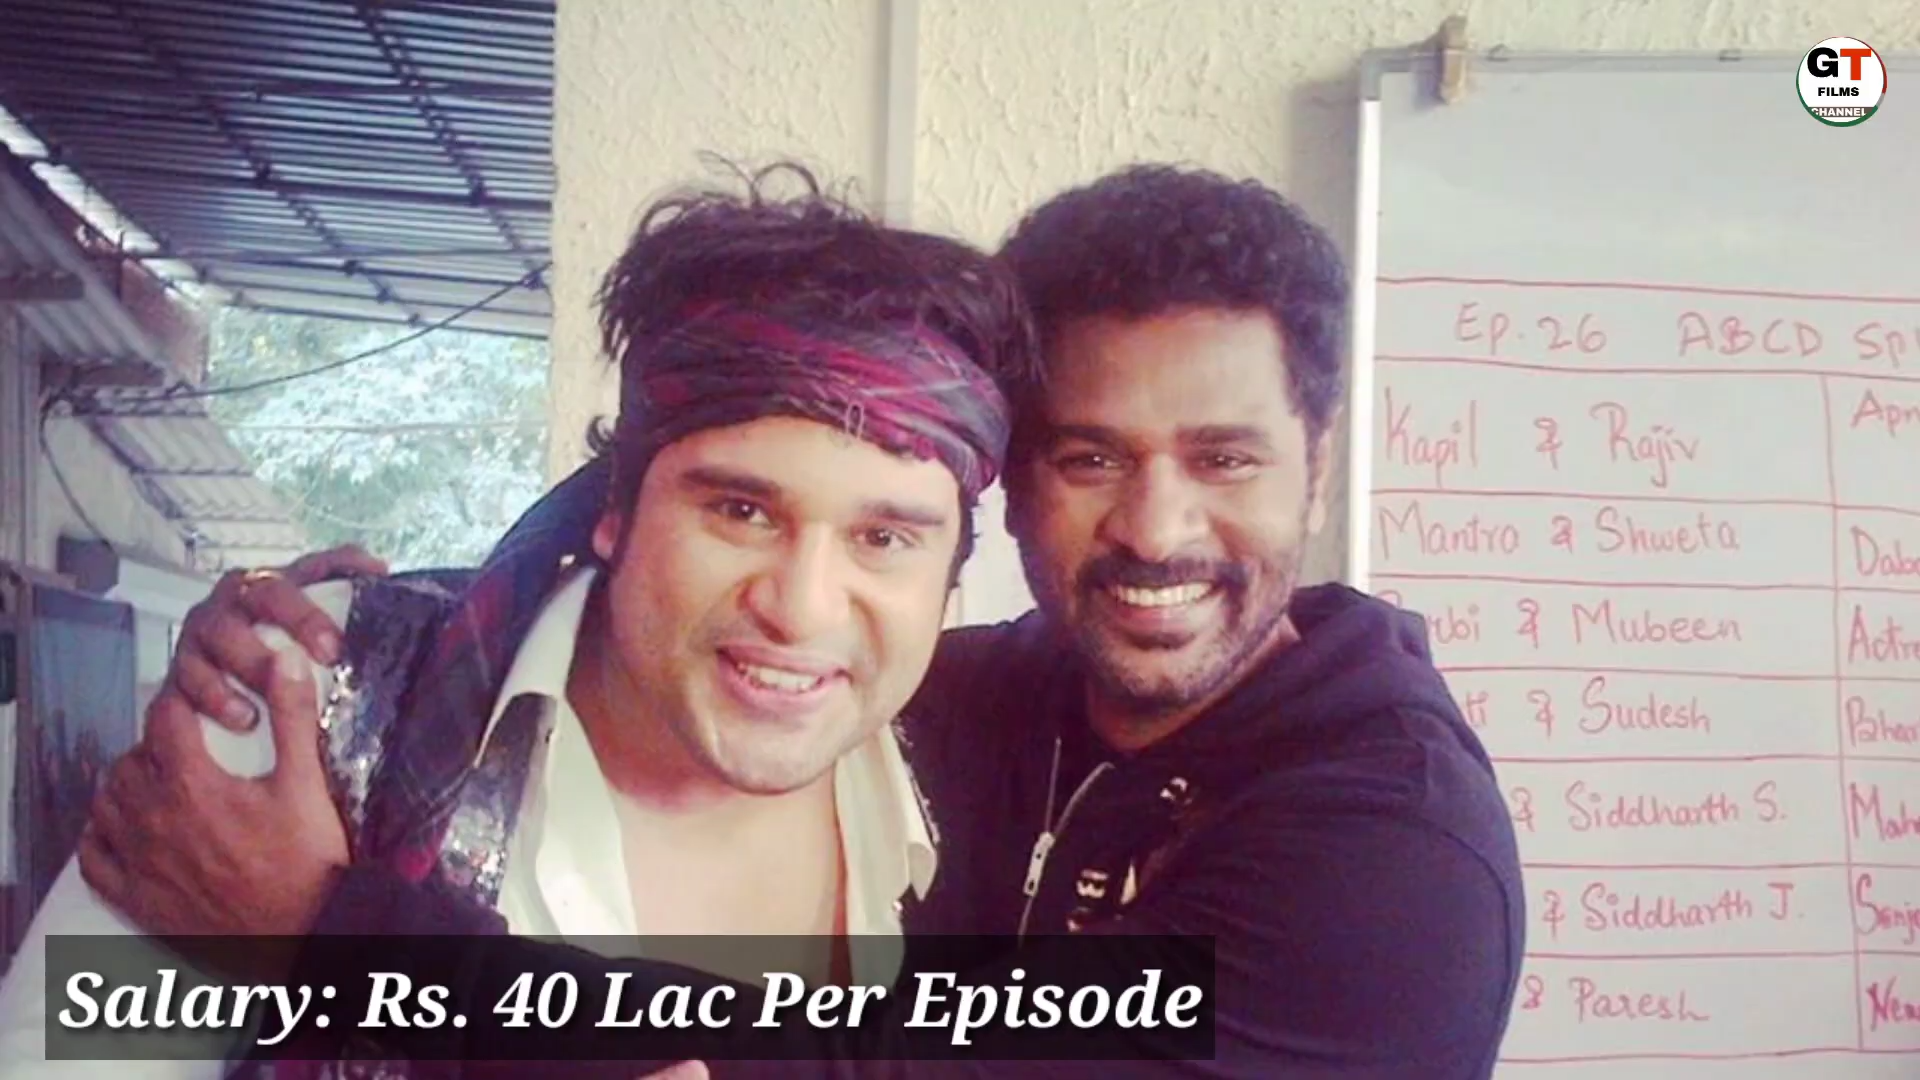 GT
FILMS
CHANNEL
Ep. 26 ABCD
Kapil & Rajiv
Mantra & Shweta
& Mubeen
& Sudesh
& Siddharth S.
& Siddharth J.
& Paresh
Salary: Rs. 40 Lac Per Episode